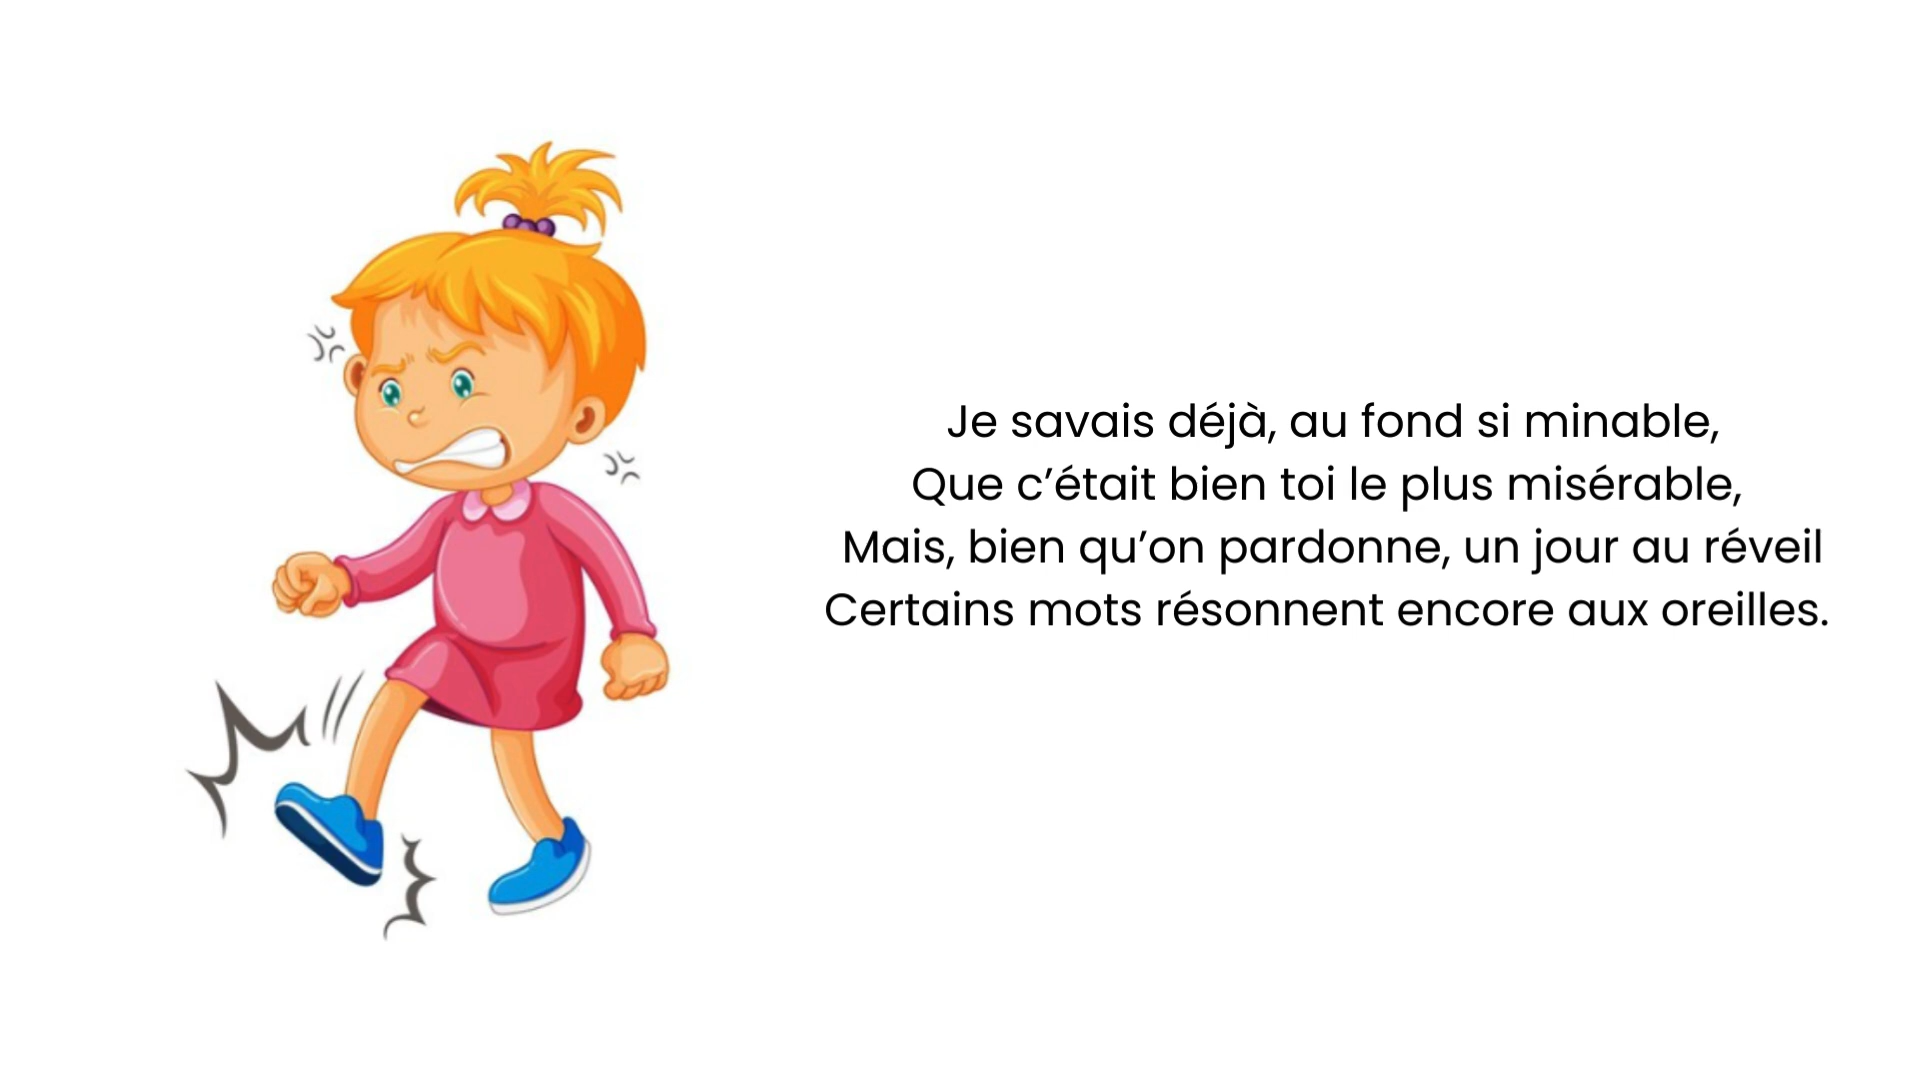 Je savais déjà, au fond si minable,
Que c’était bien toi le plus misérable,
Mais, bien qu’on pardonne, un jour au réveil
Certains mots résonnent encore aux oreilles.